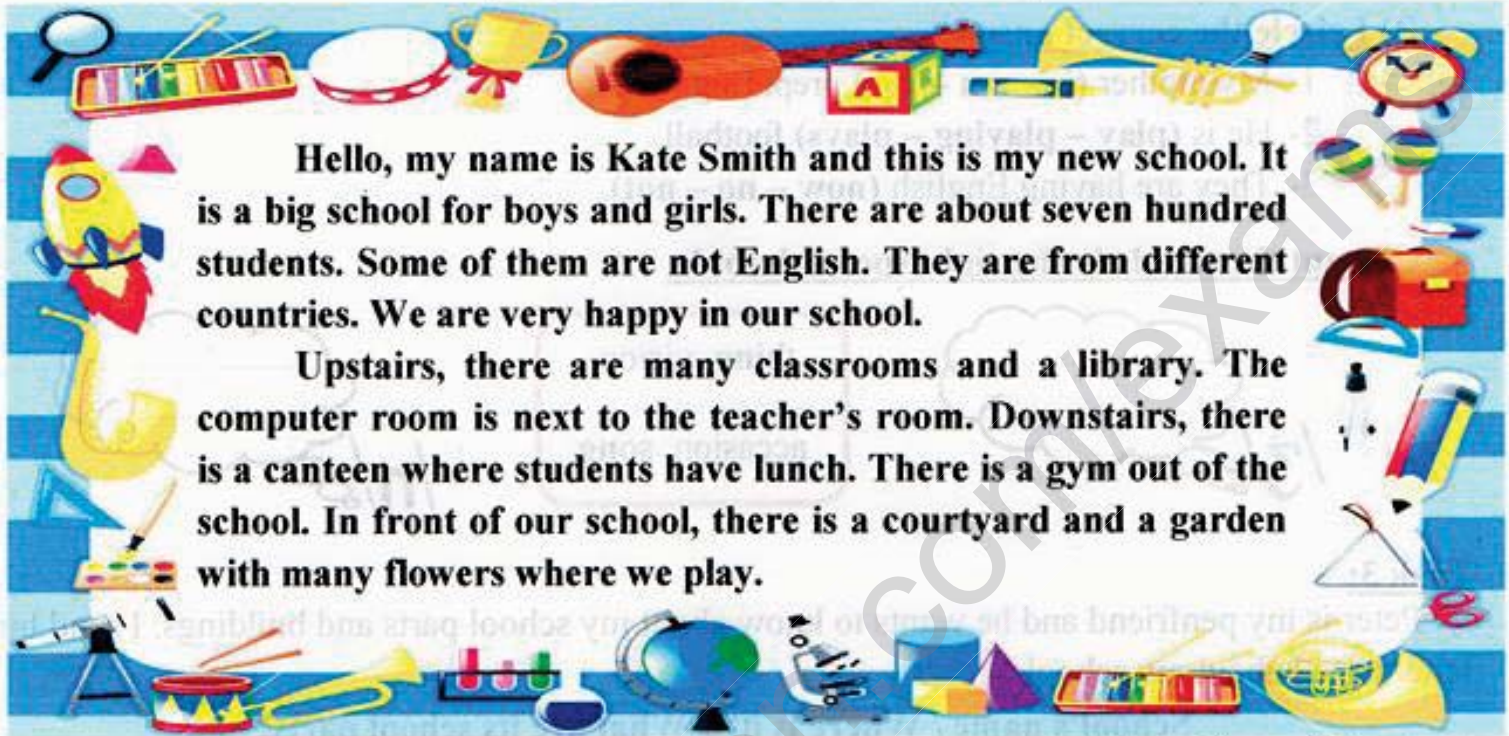 Hello, my name is Kate Smith and this is my new school. It
is a big school for boys and girls. There are about seven hundred
students. Some of them are not English. They are from different
countries. We are very happy in our school.
Upstairs, there are many classrooms and a library. The
computer room is next to the teacher's room. Downstairs, there
is a canteen where students have lunch. There is a gym out of the
school. In front of our school, there is a courtyard and a garden
with many flowers where we play.
A
.com/exams